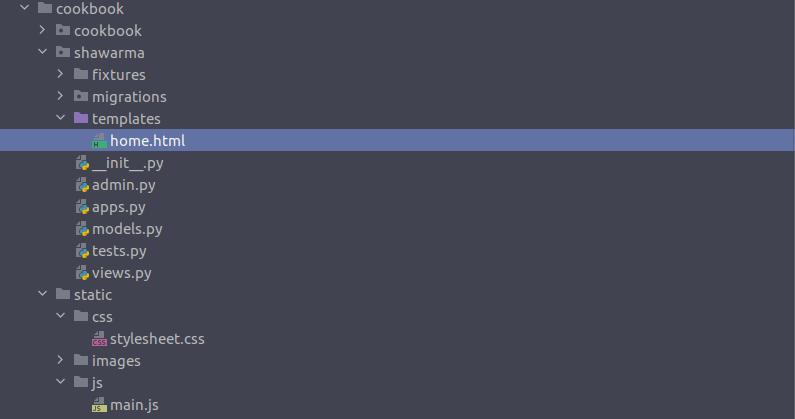 cookbook
cookbook
shawarma
fixtures
migrations
templates
home.html
__init__.py
admin.py
apps.py
models.py
tests.py
views.py
static
css
stylesheet.css
images
js
main.js